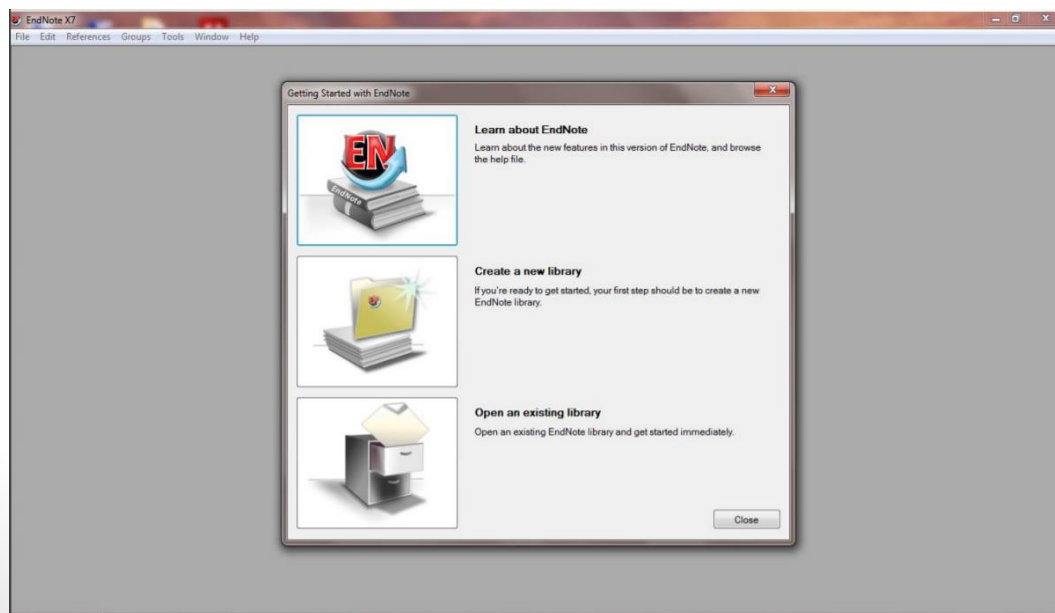 EndNote X7
File Edit References Groups Tools Window Help
Getting Started with EndNote
EN
EndNote
Learn about EndNote
Learn about the new features in this version of EndNote, and browse
the help file.
Create a new library
If you're ready to get started, your first step should be to create a new
EndNote library.
Open an existing library
Open an existing EndNote library and get started immediately.
Close